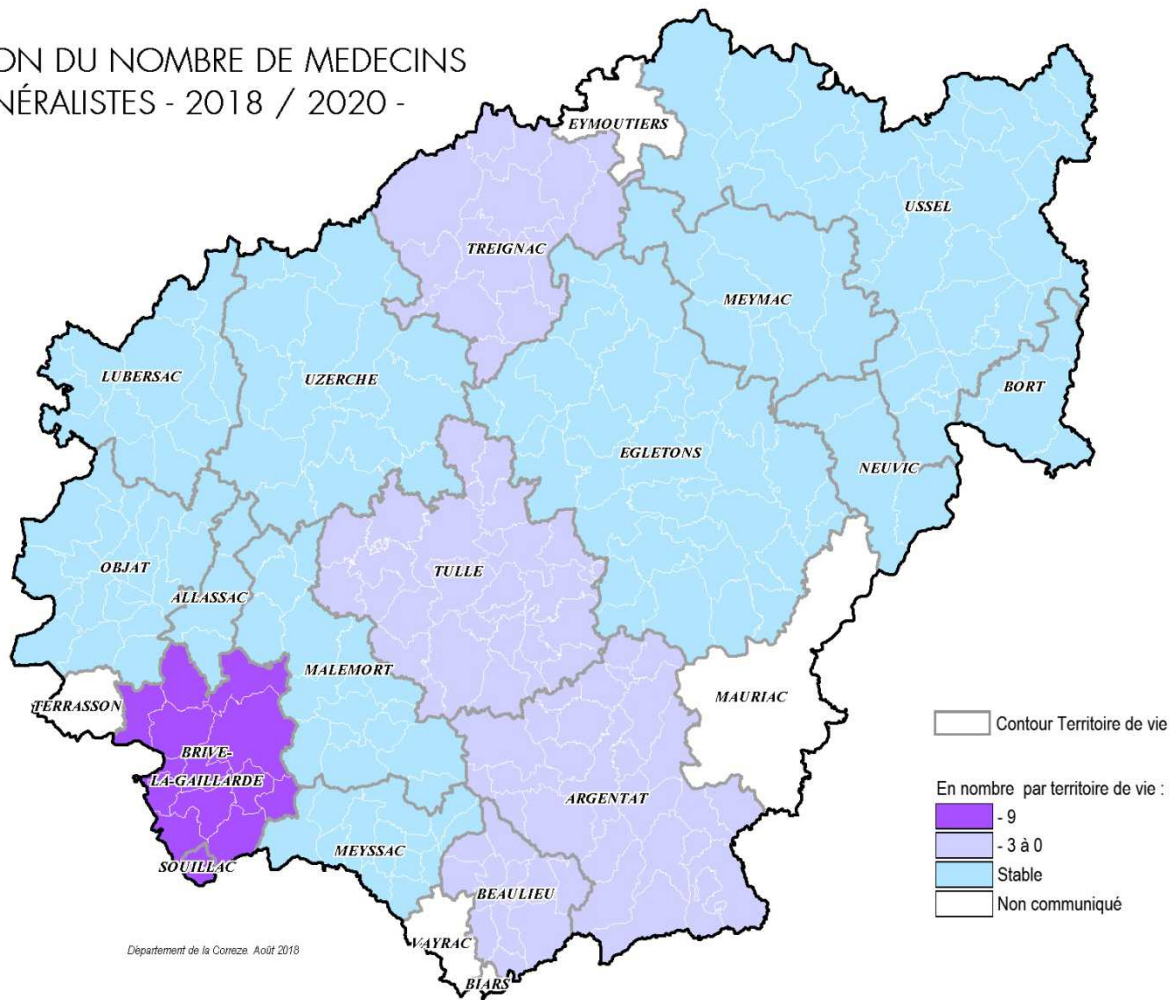 ON DU NOMBRE DE MEDECINS
NÉRALISTES - 2018 / 2020 -
EYMOUTIERS
USSEL
TREIGNAC
MEYMAC
LUBERSAC
UZERCHE
BORT
EGLETONS
NEUVIC
OBJAT
TULLE
ALLASSAC
MALEMORT
MAURIAC
TERRASSON
Contour Territoire de vie
BRIVE-
LA-GAILLARDE
ARGENTAT
En nombre par territoire de vie :
- 9
- 3 à 0
Stable
Non communiqué
MEYSSAC
SOUILLAC
BEAULIEU
VAYRAC
BIARS
Département de la Correze. Août 2018